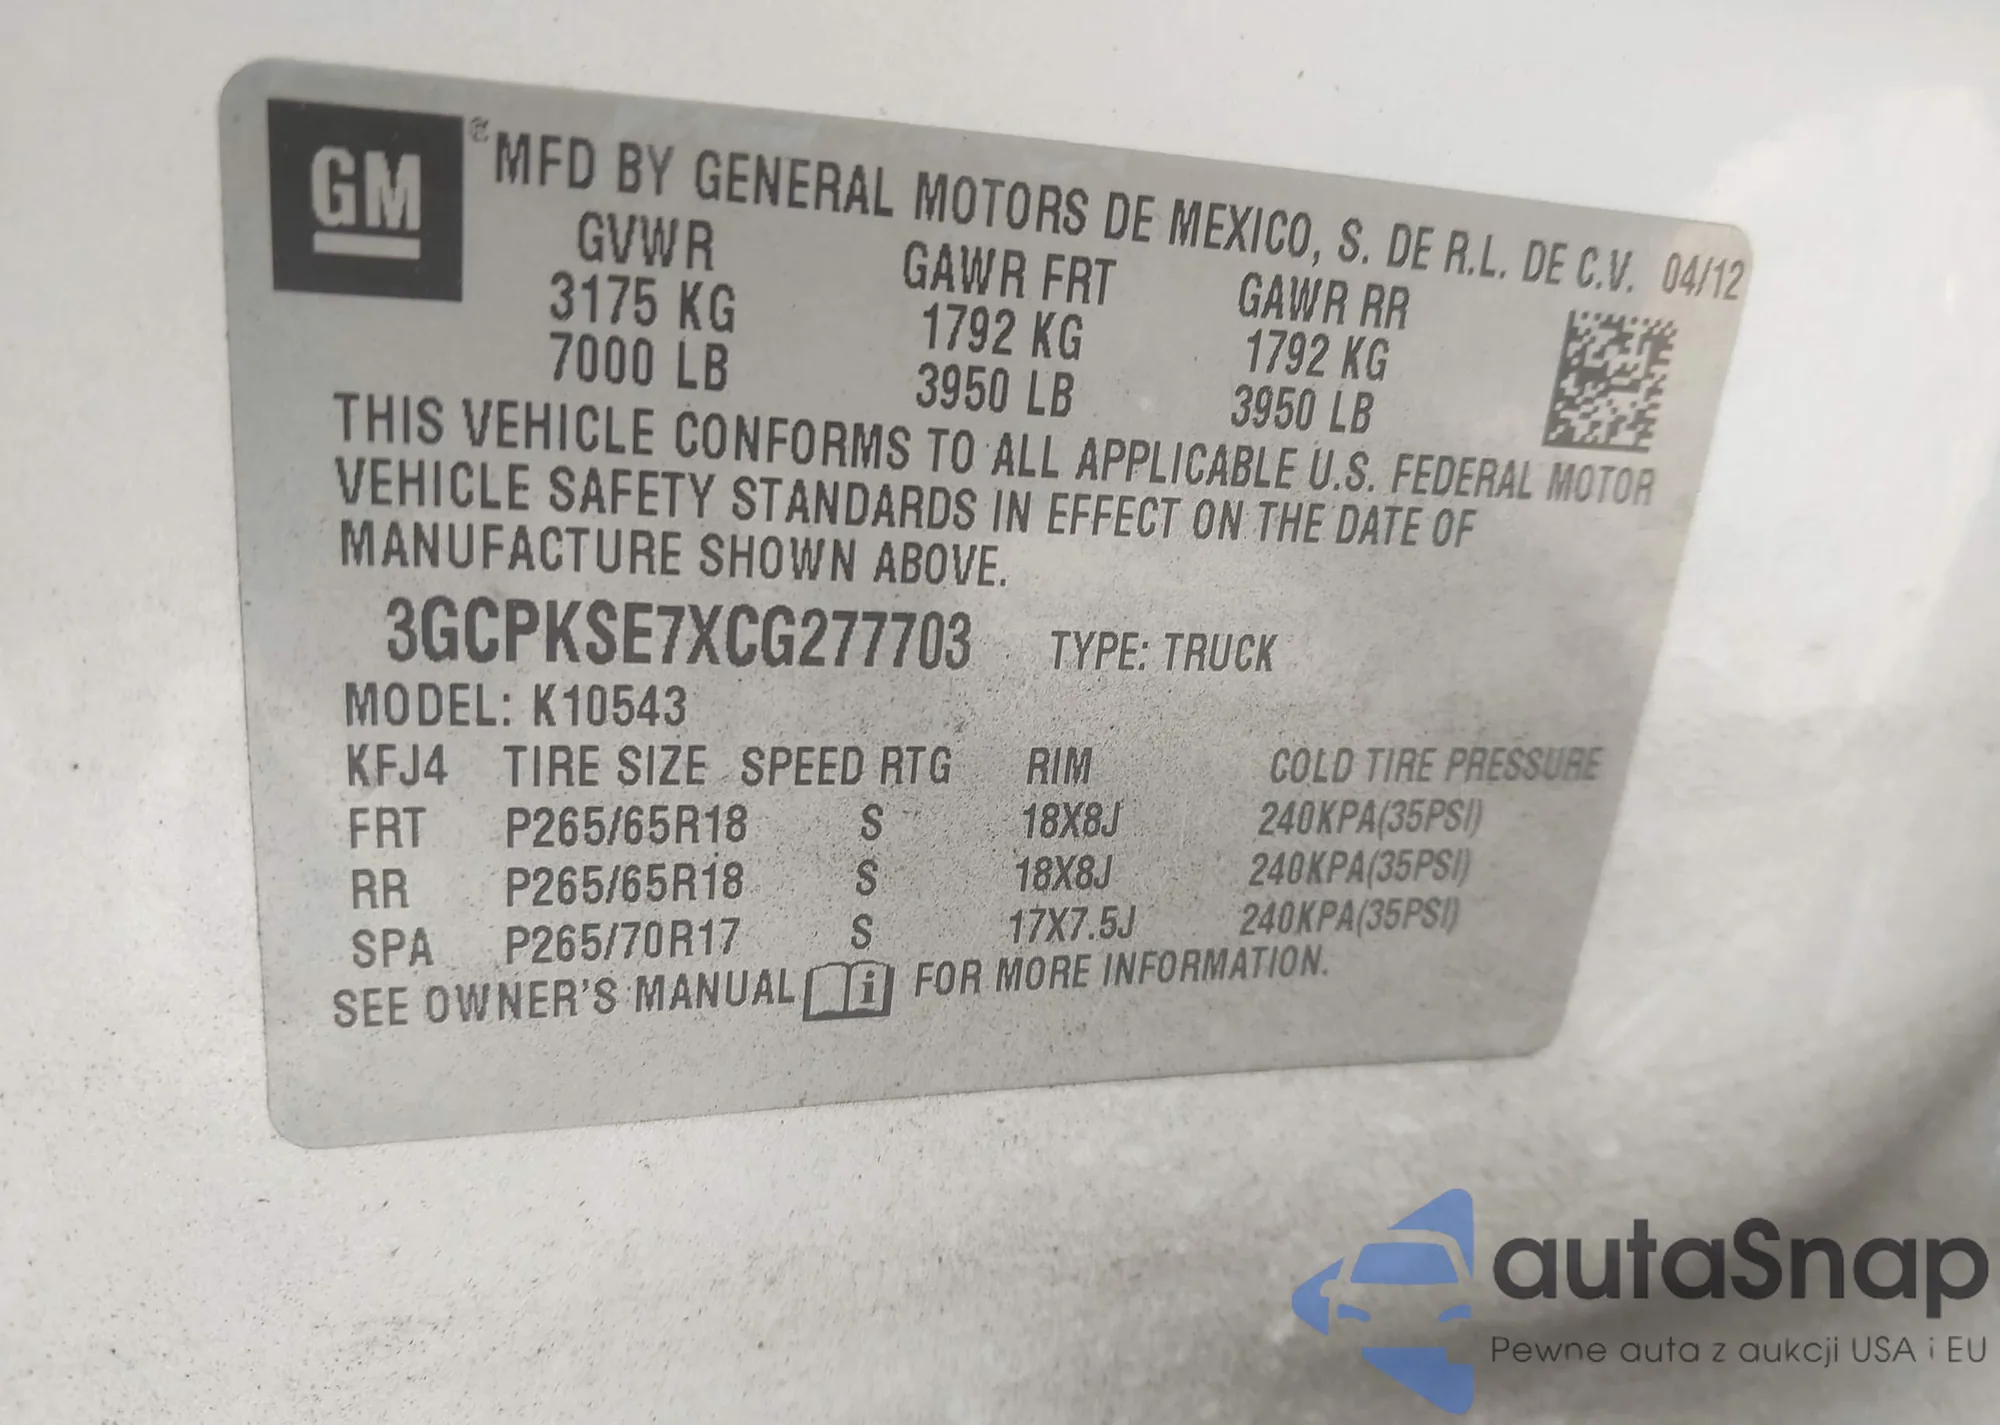 GM
® MFD BY GENERAL MOTORS DE MEXICO, S. DE R.L. DE C.V. 04/12
GVWR GAWR FRT GAWR RR
3175 KG 1792 KG 1792 KG
7000 LB 3950 LB 3950 LB
THIS VEHICLE CONFORMS TO ALL APPLICABLE U.S. FEDERAL MOTOR
VEHICLE SAFETY STANDARDS IN EFFECT ON THE DATE OF
MANUFACTURE SHOWN ABOVE.
3GCPKSE7XCG277703 TYPE: TRUCK
MODEL: K10543
KFJ4 TIRE SIZE SPEED RTG RIM COLD TIRE PRESSURE
FRT P265/65R18 S 18X8J 240KPA(35PSI)
RR P265/65R18 S 18X8J 240KPA(35PSI)
SPA P265/70R17 S 17X7.5J 240KPA(35PSI)
SEE OWNER'S MANUAL i FOR MORE INFORMATION.
autaSnap
Pewne auta z aukcji USA i EU